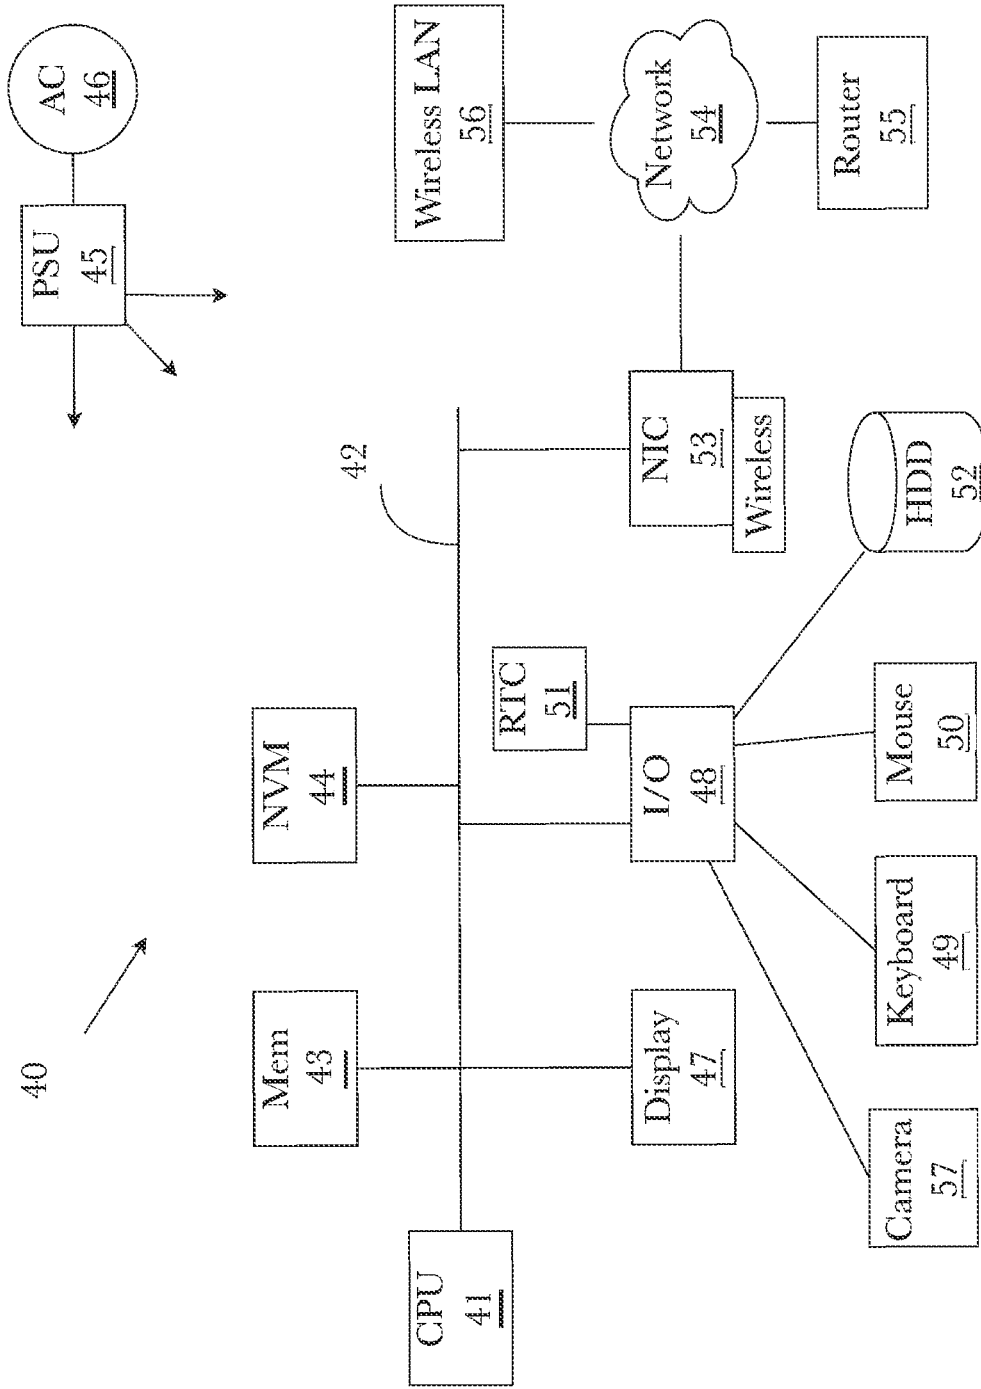 40
CPU
41
42
Mem
43
NVM
44
PSU
45
AC
46
Display
47
I/O
48
RTC
51
NIC
53
Wireless
Network
54
Wireless LAN
56
Router
55
Camera
57
Keyboard
49
Mouse
50
HDD
52